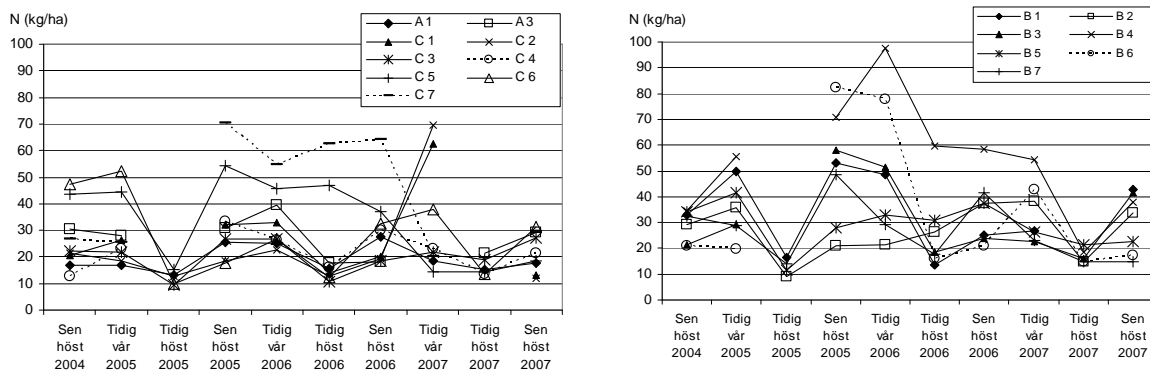 N (kg/ha)
A 1
A 3
C 1
C 2
C 3
C 4
C 5
C 6
C 7
100
90
80
70
60
50
40
30
20
10
0
Sen höst 2004
Tidig vår 2005
Tidig höst 2005
Sen höst 2005
Tidig vår 2006
Tidig höst 2006
Sen höst 2006
Tidig vår 2007
Tidig höst 2007
Sen höst 2007
N (kg/ha)
B 1
B 2
B 3
B 4
B 5
B 6
B 7
100
90
80
70
60
50
40
30
20
10
0
Sen höst 2004
Tidig vår 2005
Tidig höst 2005
Sen höst 2005
Tidig vår 2006
Tidig höst 2006
Sen höst 2006
Tidig vår 2007
Tidig höst 2007
Sen höst 2007